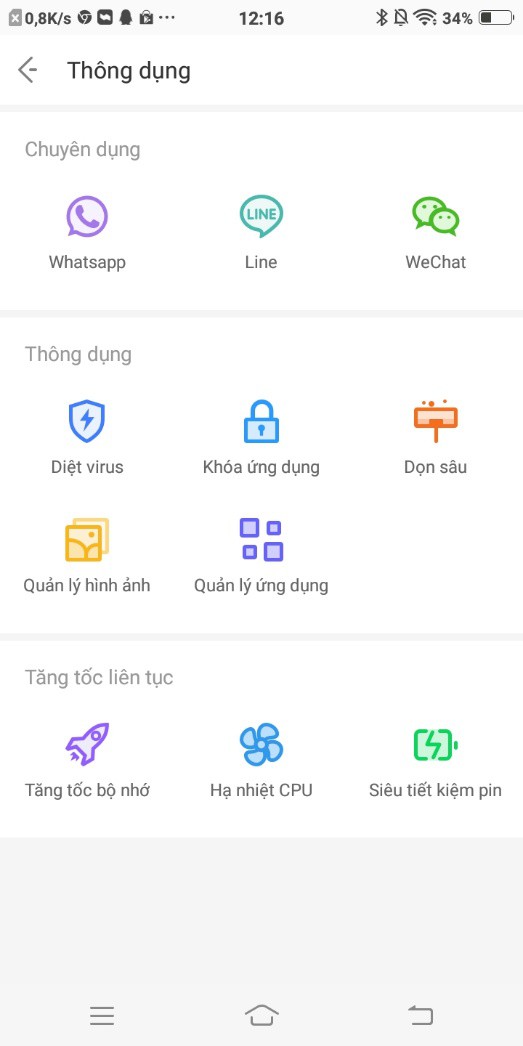 0,8K/s ... 12:16 34%
Thông dụng
Chuyên dụng
LINE
Whatsapp Line WeChat
Thông dụng
Diệt virus Khóa ứng dụng Dọn sâu
Quản lý hình ảnh Quản lý ứng dụng
Tăng tốc liên tục
Tăng tốc bộ nhớ Hạ nhiệt CPU Siêu tiết kiệm pin